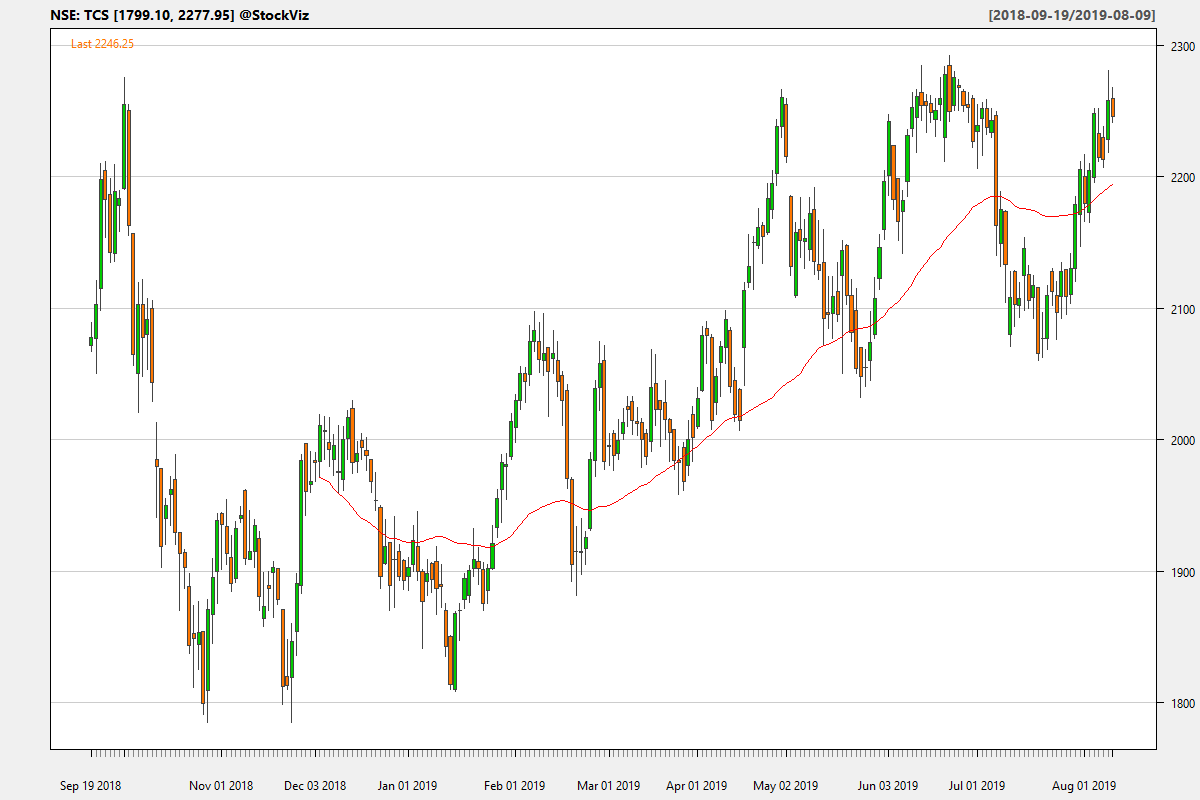 NSE: TCS [1799.10, 2277.95] @StockViz
[2018-09-19/2019-08-09]
Last 2246.25
2300
2200
2100
2000
1900
1800
Sep 19 2018
Nov 01 2018
Dec 03 2018
Jan 01 2019
Feb 01 2019
Mar 01 2019
Apr 01 2019
May 02 2019
Jun 03 2019
Jul 01 2019
Aug 01 2019